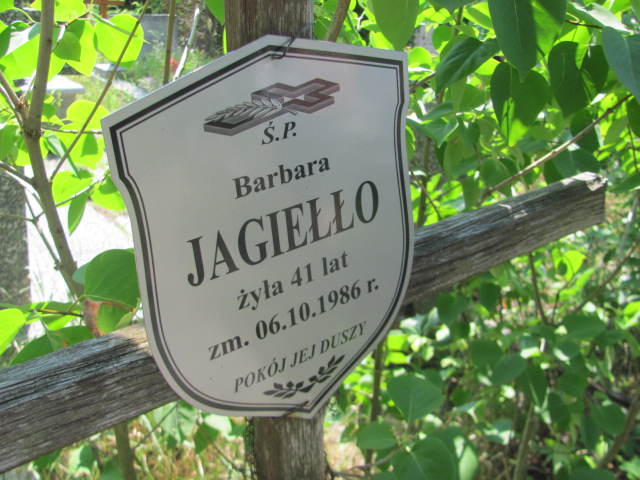 Ś.P.
Barbara
JAGIEŁŁO
żyła 41 lat
zm. 06.10.1986 r.
POKÓJ JEJ DUSZY